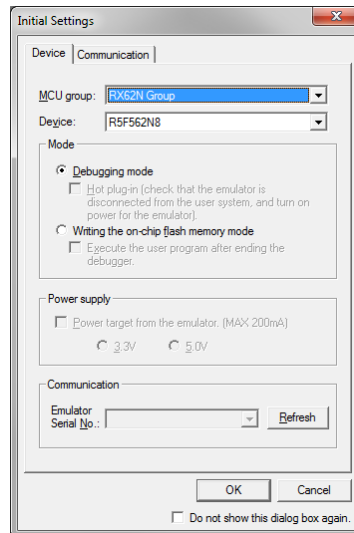 Initial Settings
Device
Communication
MCU group:
RX62N Group
Device:
R5F562N8
Mode
Debugging mode
Hot plug-in (check that the emulator is
disconnected from the user system, and turn on
power for the emulator).
Writing the on-chip flash memory mode
Execute the user program after ending the
debugger.
Power supply
Power target from the emulator. (MAX 200mA)
3.3V
5.0V
Communication
Emulator
Serial No.:
Refresh
OK
Cancel
Do not show this dialog box again.